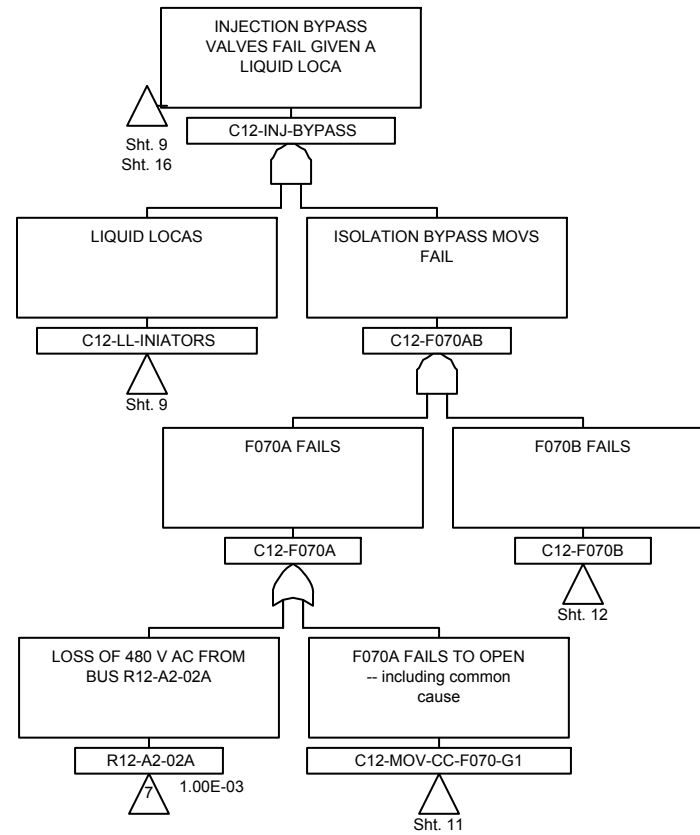 INJECTION BYPASS
VALVES FAIL GIVEN A
LIQUID LOCA
Sht. 9
Sht. 16
C12-INJ-BYPASS
LIQUID LOCAS
ISOLATION BYPASS MOVS
FAIL
C12-LL-INIATORS
C12-F070AB
Sht. 9
F070A FAILS
F070B FAILS
C12-F070A
C12-F070B
Sht. 12
LOSS OF 480 V AC FROM
BUS R12-A2-02A
F070A FAILS TO OPEN
-- including common
cause
R12-A2-02A
C12-MOV-CC-F070-G1
7
1.00E-03
Sht. 11